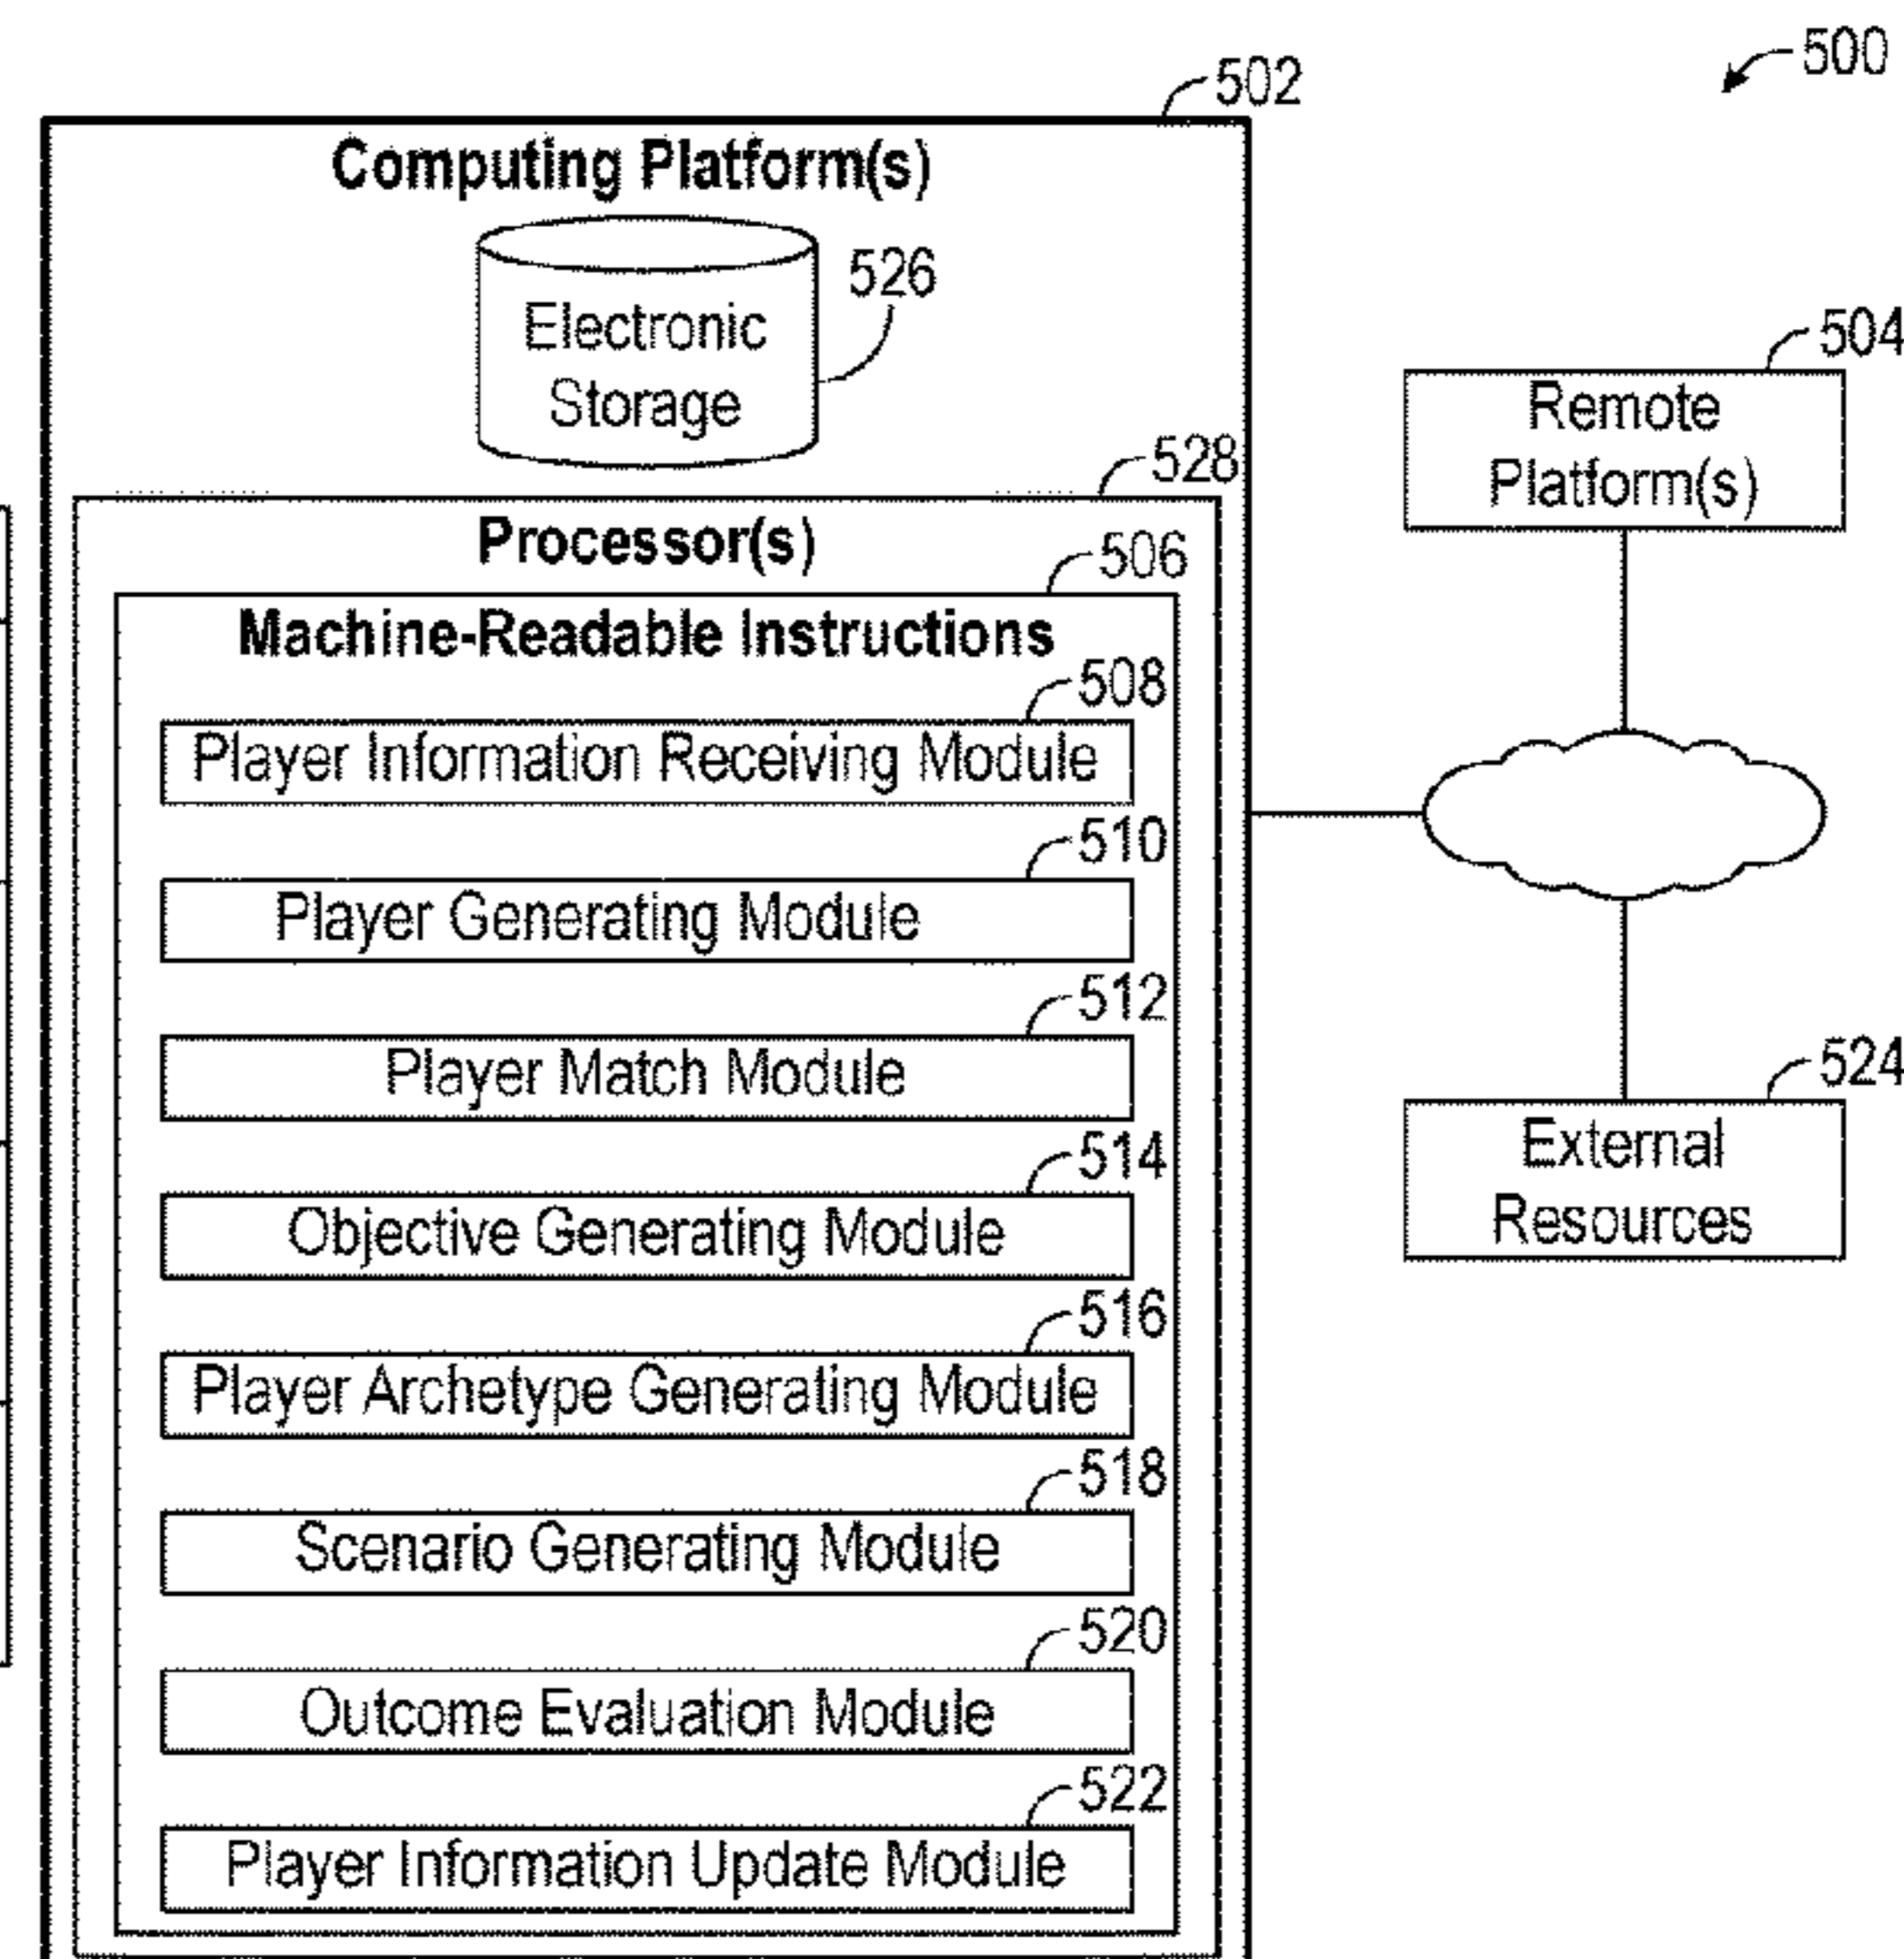 500
502
Computing Platform(s)
526
Electronic
Storage
528
Processor(s)
506
Machine-Readable Instructions
508
Player Information Receiving Module
510
Player Generating Module
512
Player Match Module
514
Objective Generating Module
516
Player Archetype Generating Module
518
Scenario Generating Module
520
Outcome Evaluation Module
522
Player Information Update Module
504
Remote
Platform(s)
524
External
Resources